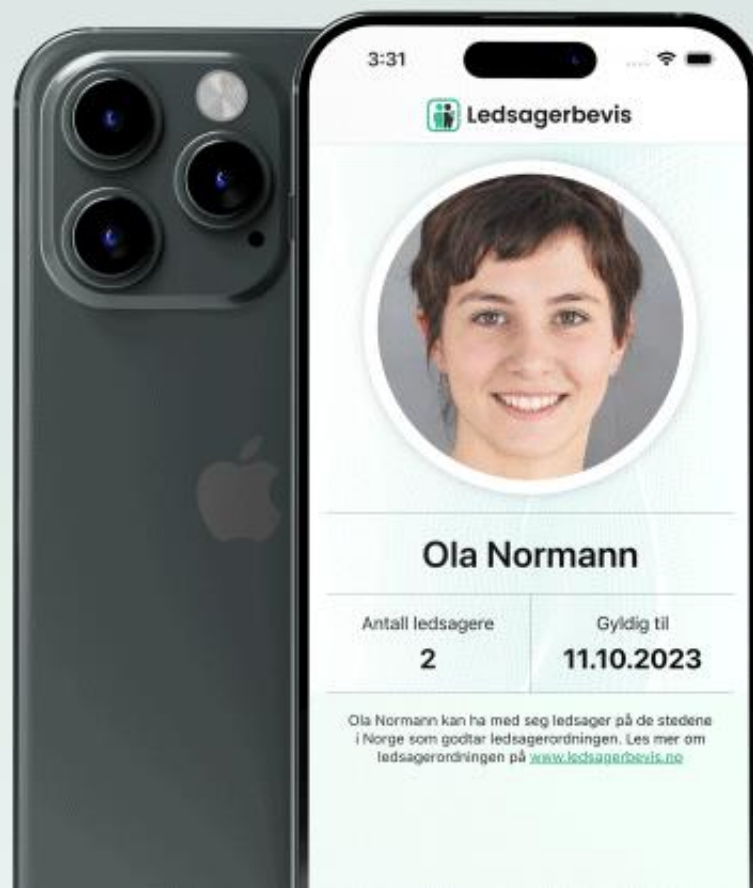 3:31
Ledsagerbevis
Ola Normann
Antall ledsagere
2
Gyldig til
11.10.2023
Ola Normann kan ha med seg ledsager på de stedene
i Norge som godtar ledsagerordningen. Les mer om
ledsagerordningen på www.ledsagerbevis.no